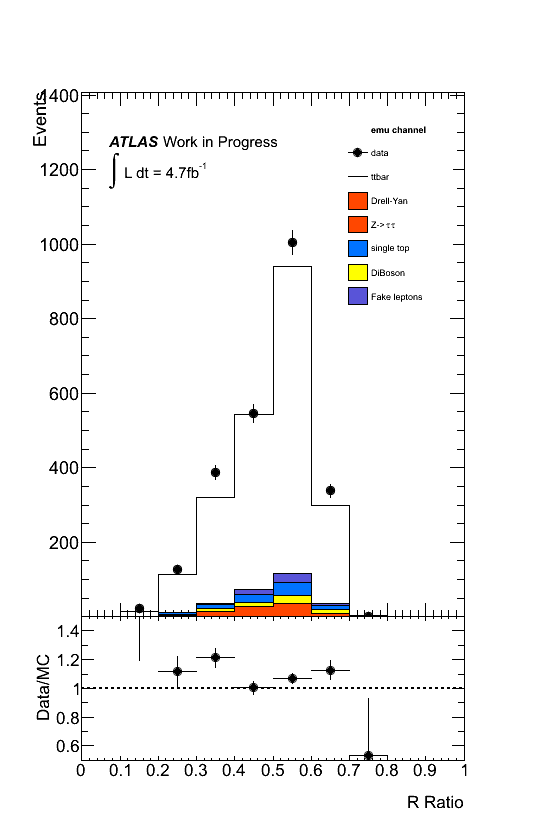 Events
1400
1200
1000
800
600
400
200
ATLAS Work in Progress
∫ L dt = 4.7fb⁻¹
emu channel
data
ttbar
Drell-Yan
Z->ττ
single top
DiBoson
Fake leptons
Data/MC
1.4
1.2
1
0.8
0.6
0 0.1 0.2 0.3 0.4 0.5 0.6 0.7 0.8 0.9 1
R Ratio